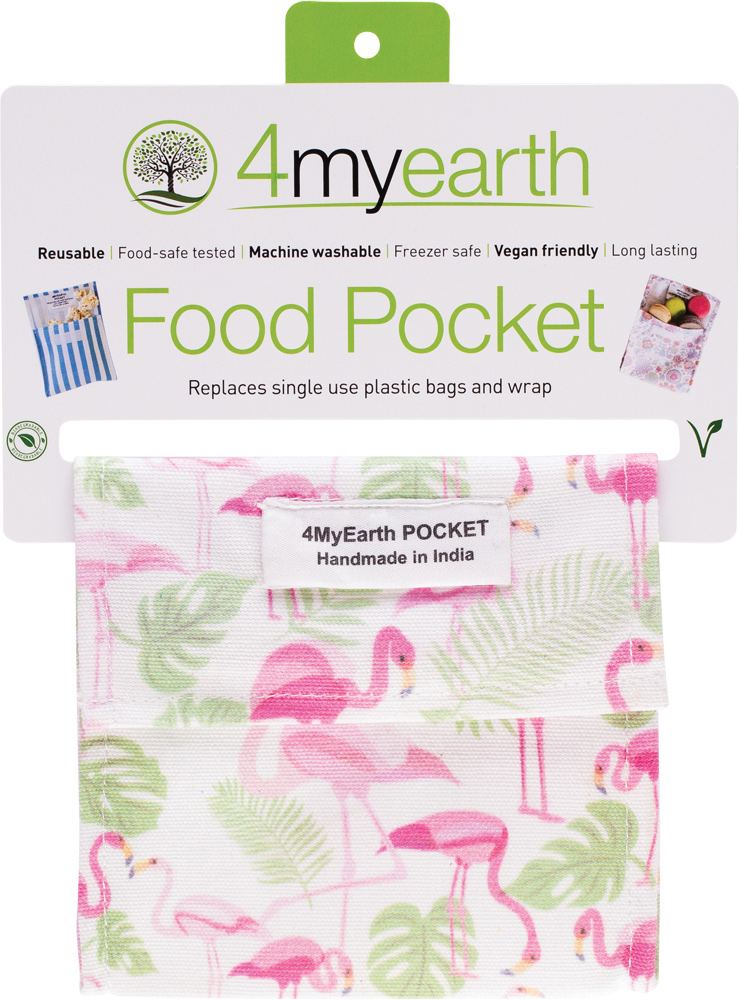 4myearth
Reusable | Food-safe tested | Machine washable | Freezer safe | Vegan friendly | Long lasting
Food Pocket
Replaces single use plastic bags and wrap
4MyEarth POCKET
Handmade in India